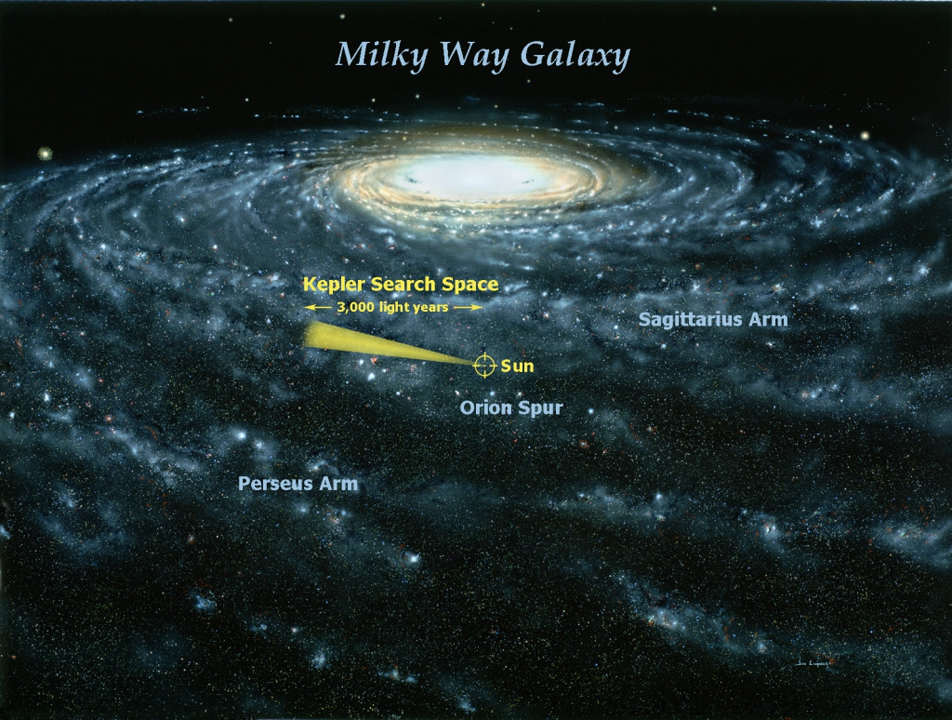 Milky Way Galaxy
Kepler Search Space
3,000 light years
Sagittarius Arm
Sun
Orion Spur
Perseus Arm